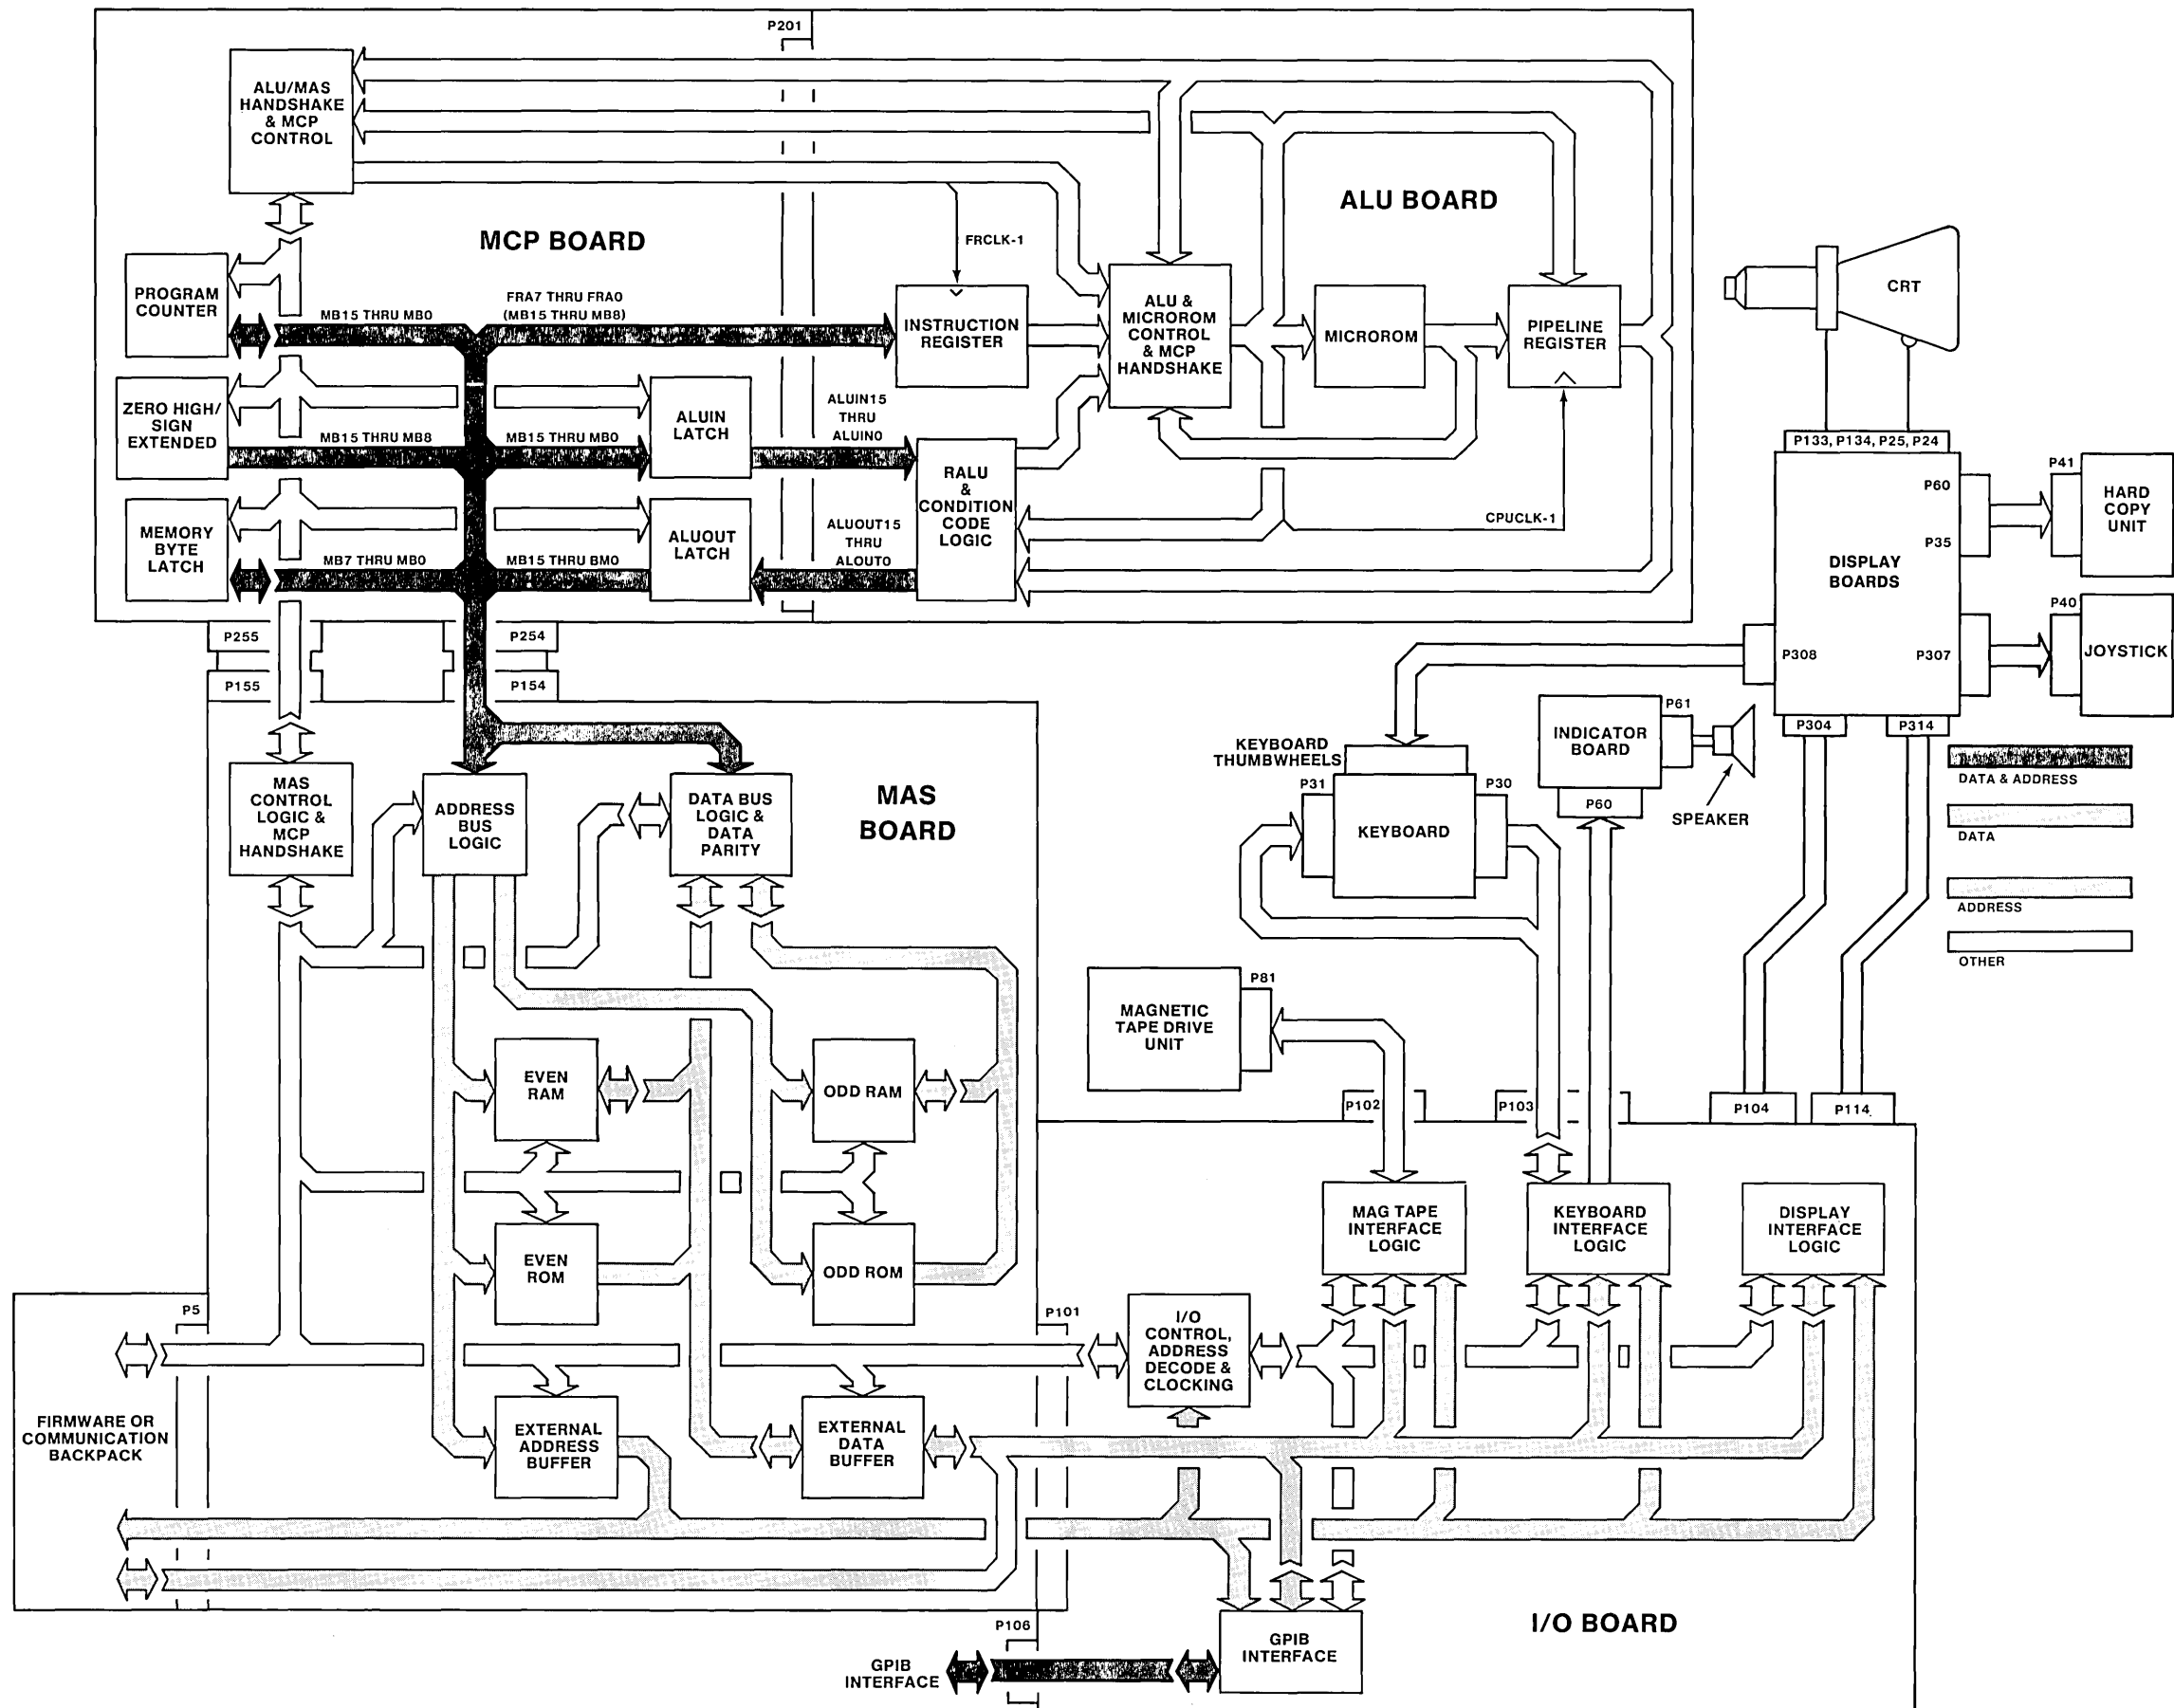 P201
ALU/MAS
HANDSHAKE
& MCP
CONTROL
MCP BOARD
ALU BOARD
FRCLK-1
PROGRAM
COUNTER
MB15 THRU MB0
FRA7 THRU FRA0
(MB15 THRU MB8)
INSTRUCTION
REGISTER
ALU &
MICROROM
CONTROL
& MCP
HANDSHAKE
MICROROM
PIPELINE
REGISTER
ZERO HIGH/
SIGN
EXTENDED
MB15 THRU MB8
MB15 THRU MB0
ALUIN
LATCH
ALUIN15
THRU
ALUIN0
RALU
&
CONDITION
CODE
LOGIC
MEMORY
BYTE
LATCH
MB7 THRU MB0
MB15 THRU BM0
ALUOUT
LATCH
ALUOUT15
THRU
ALOUT0
CPUCLK-1
CRT
P133, P134, P25, P24
P60
P35
DISPLAY
BOARDS
P308
P307
P304
P314
P41
HARD
COPY
UNIT
P40
JOYSTICK
P255
P254
P155
P154
MAS
CONTROL
LOGIC &
MCP
HANDSHAKE
ADDRESS
BUS
LOGIC
DATA BUS
LOGIC &
DATA
PARITY
MAS
BOARD
KEYBOARD
THUMBWHEELS
P31
KEYBOARD
P30
INDICATOR
BOARD
P61
P60
SPEAKER
DATA & ADDRESS
DATA
ADDRESS
OTHER
MAGNETIC
TAPE DRIVE
UNIT
P81
EVEN
RAM
ODD RAM
EVEN
ROM
ODD ROM
P102
P103
P104
P114
MAG TAPE
INTERFACE
LOGIC
KEYBOARD
INTERFACE
LOGIC
DISPLAY
INTERFACE
LOGIC
P5
P101
I/O
CONTROL,
ADDRESS
DECODE &
CLOCKING
FIRMWARE OR
COMMUNICATION
BACKPACK
EXTERNAL
ADDRESS
BUFFER
EXTERNAL
DATA
BUFFER
P106
GPIB
INTERFACE
GPIB
INTERFACE
I/O BOARD